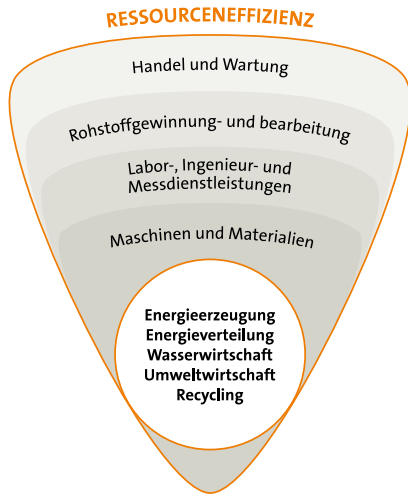 RESSOURCENEFFIZIENZ
Handel und Wartung
Rohstoffgewinnung- und bearbeitung
Labor-, Ingenieur- und
Messdienstleistungen
Maschinen und Materialien
Energieerzeugung
Energieverteilung
Wasserwirtschaft
Umweltwirtschaft
Recycling